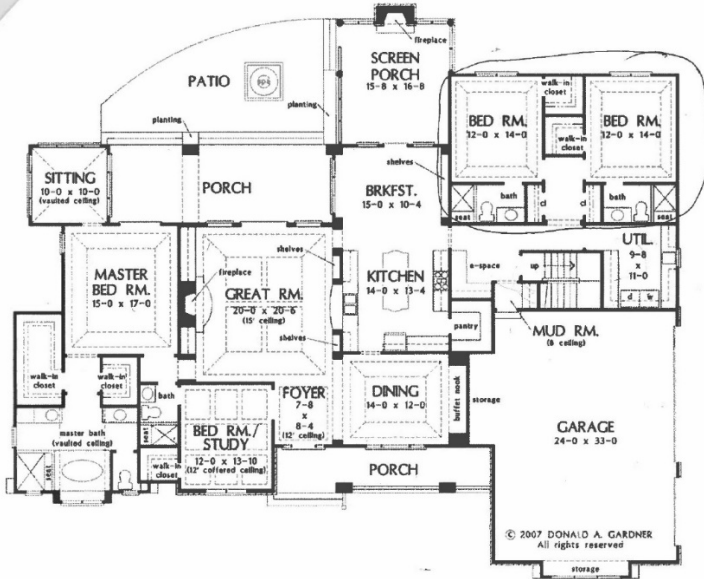 fireplace
SCREEN
PORCH
15-8 x 16-8
PATIO
planting
planting
BED RM.
12-0 x 14-0
walk-in
closet
walk-in
closet
BED RM.
12-0 x 14-0
shelves
bath
seat
cl
cl
bath
seat
SITTING
10-0 x 10-0
(vaulted ceiling)
PORCH
BRKFST.
15-0 x 10-4
UTIL.
9-8
x
11-0
MASTER
BED RM.
15-0 x 17-0
fireplace
shelves
GREAT RM.
20-0 x 20-6
(15' ceiling)
shelves
KITCHEN
14-0 x 13-4
e-space
up
pantry
MUD RM.
(8 ceiling)
walk-in
closet
walk-in
closet
bath
FOYER
7-8
x
8-4
(12' ceiling)
DINING
14-0 x 12-0
buffet nook
storage
GARAGE
24-0 x 33-0
master bath
(vaulted ceiling)
seat
seat
walk-in
closet
BED RM./
STUDY
12-0 x 13-10
(12' coffered ceiling)
PORCH
© 2007 DONALD A. GARDNER
All rights reserved
storage